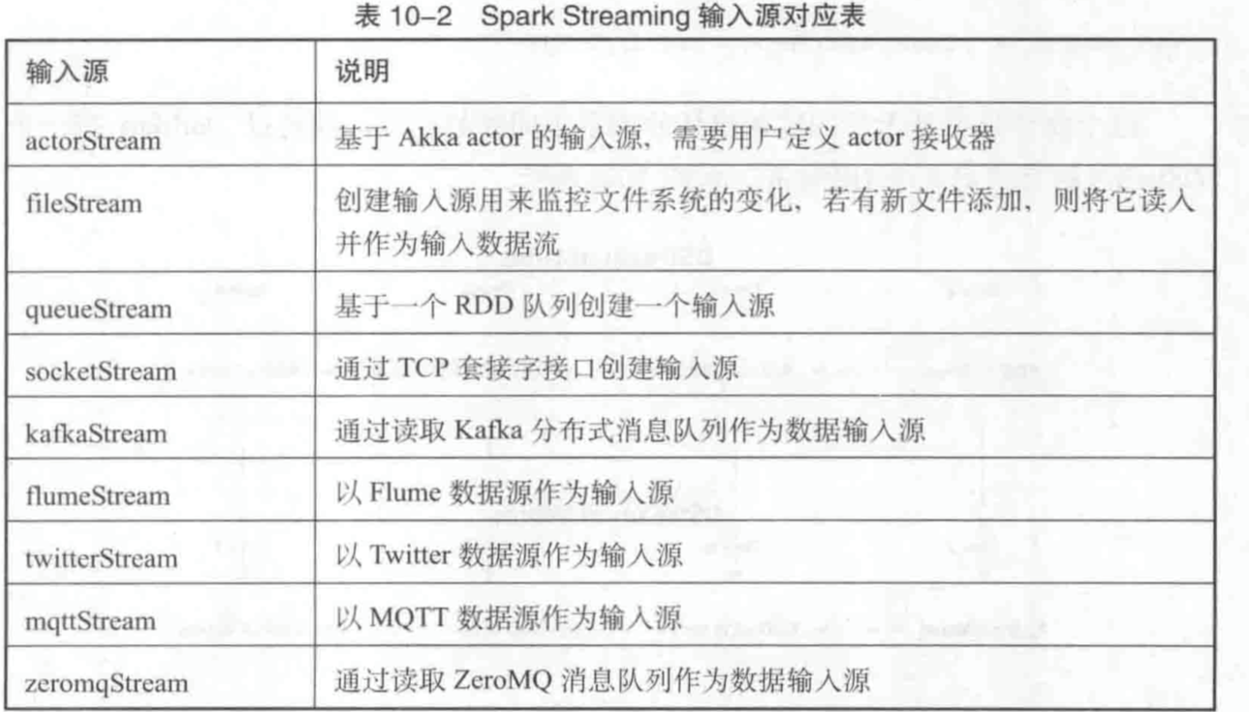 表 10-2 Spark Streaming 输入源对应表
输入源 说明
actorStream 基于 Akka actor 的输入源，需要用户定义 actor 接收器
fileStream 创建输入源用来监控文件系统的变化，若有新文件添加，则将它读入
并作为输入数据流
queueStream 基于一个 RDD 队列创建一个输入源
socketStream 通过 TCP 套接字接口创建输入源
kafkaStream 通过读取 Kafka 分布式消息队列作为数据输入源
flumeStream 以 Flume 数据源作为输入源
twitterStream 以 Twitter 数据源作为输入源
mqttStream 以 MQTT 数据源作为输入源
zeromqStream 通过读取 ZeroMQ 消息队列作为数据输入源